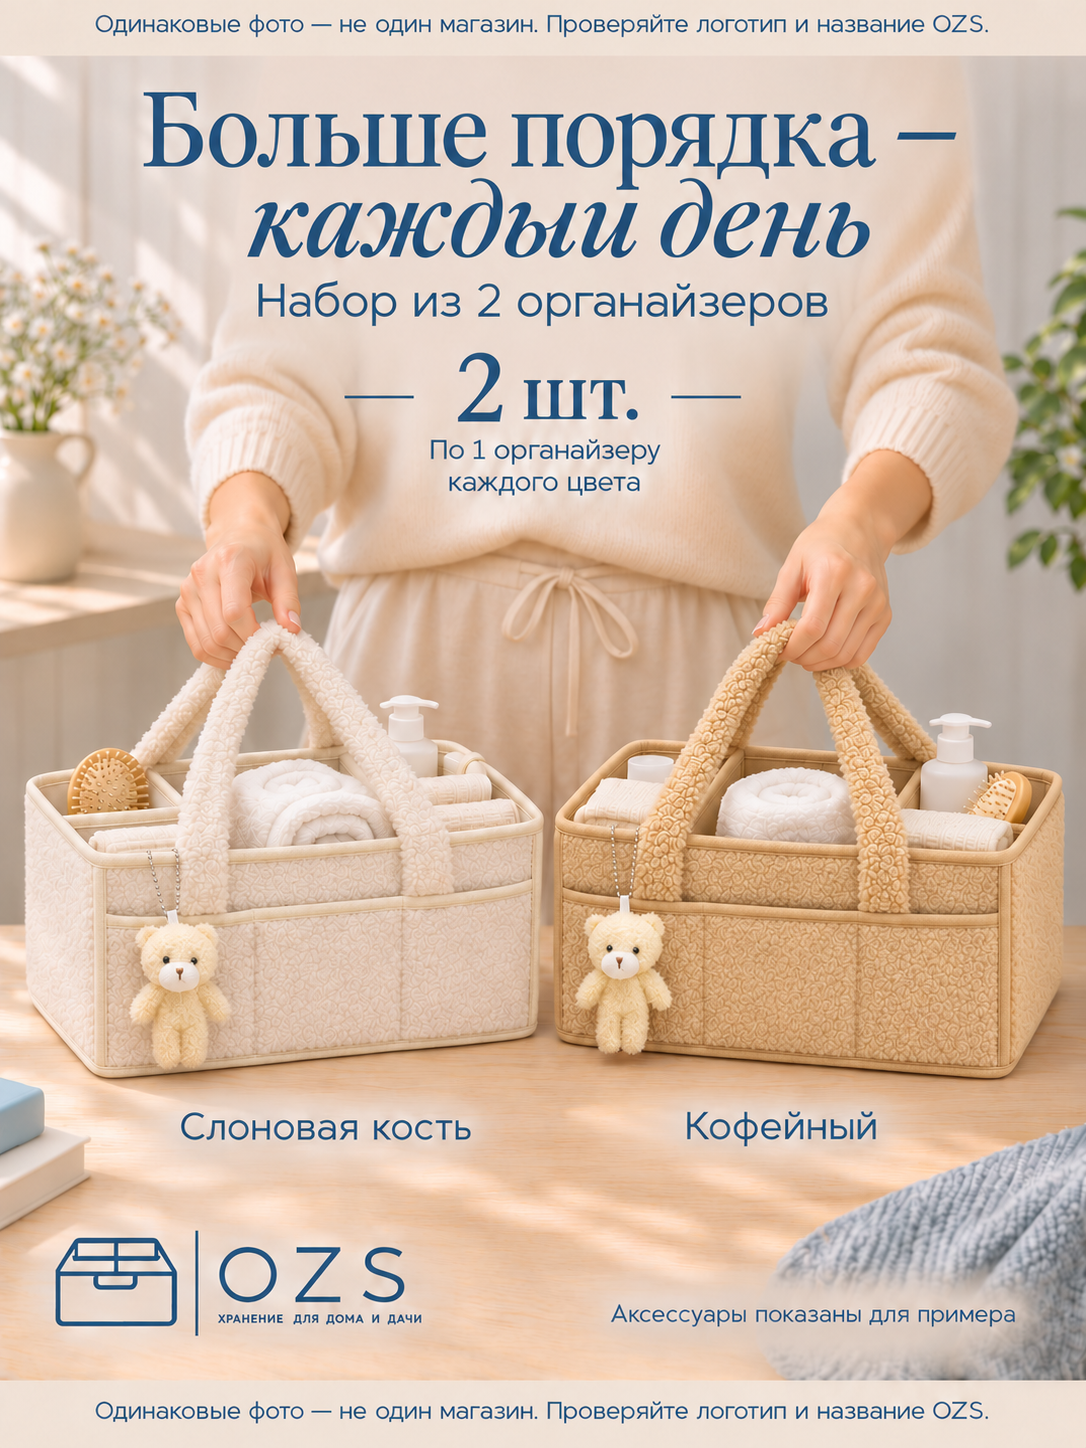 Одинаковые фото — не один магазин. Проверяйте логотип и название OZS.
Больше порядка —
каждый день
Набор из 2 органайзеров
2 шт.
По 1 органайзеру
каждого цвета
Слоновая кость
Кофейный
OZS
ХРАНЕНИЕ ДЛЯ ДОМА И ДАЧИ
Аксессуары показаны для примера
Одинаковые фото — не один магазин. Проверяйте логотип и название OZS.